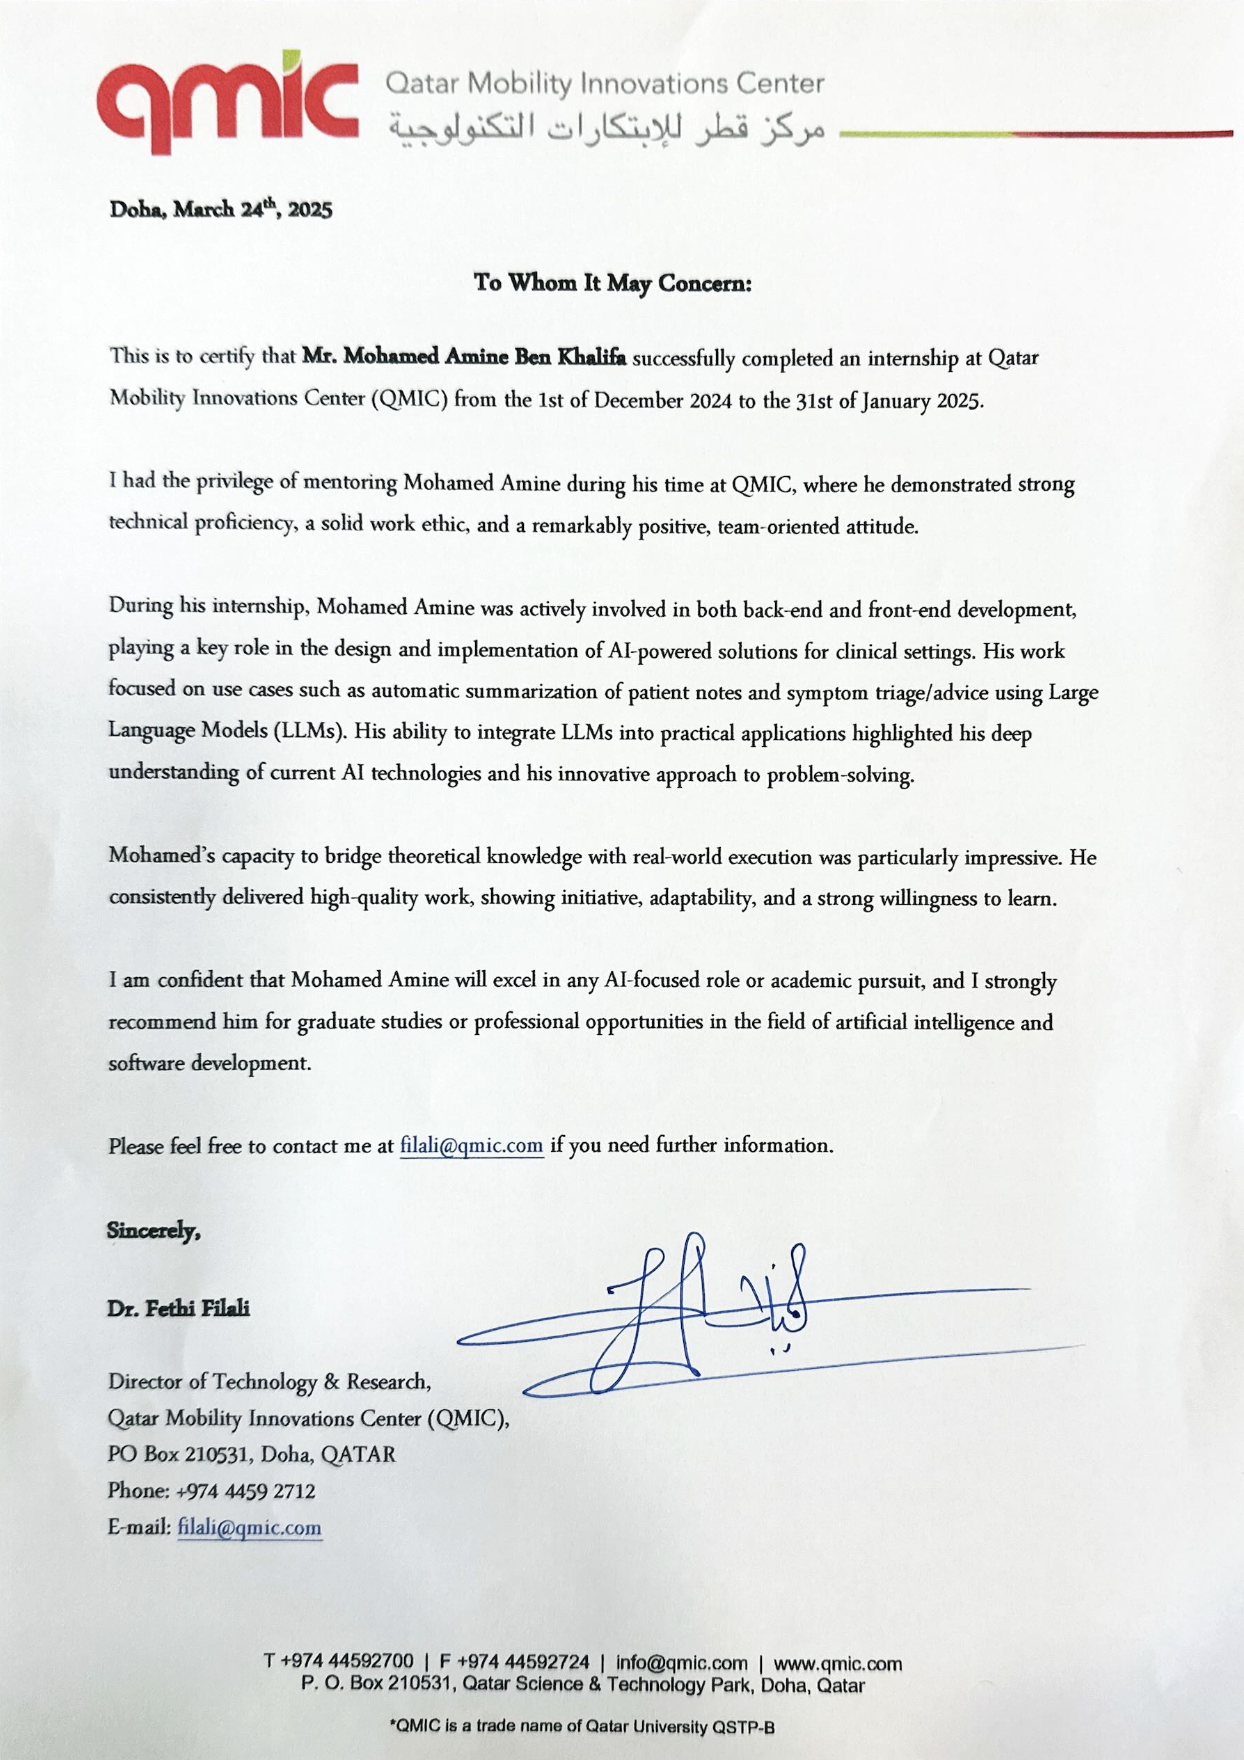 qmic
Qatar Mobility Innovations Center
مركز قطر للإبتكارات التكنولوجية
Doha, March 24th, 2025
To Whom It May Concern:
This is to certify that Mr. Mohamed Amine Ben Khalifa successfully completed an internship at Qatar
Mobility Innovations Center (QMIC) from the 1st of December 2024 to the 31st of January 2025.
I had the privilege of mentoring Mohamed Amine during his time at QMIC, where he demonstrated strong
technical proficiency, a solid work ethic, and a remarkably positive, team-oriented attitude.
During his internship, Mohamed Amine was actively involved in both back-end and front-end development,
playing a key role in the design and implementation of AI-powered solutions for clinical settings. His work
focused on use cases such as automatic summarization of patient notes and symptom triage/advice using Large
Language Models (LLMs). His ability to integrate LLMs into practical applications highlighted his deep
understanding of current AI technologies and his innovative approach to problem-solving.
Mohamed's capacity to bridge theoretical knowledge with real-world execution was particularly impressive. He
consistently delivered high-quality work, showing initiative, adaptability, and a strong willingness to learn.
I am confident that Mohamed Amine will excel in any AI-focused role or academic pursuit, and I strongly
recommend him for graduate studies or professional opportunities in the field of artificial intelligence and
software development.
Please feel free to contact me at filali@qmic.com if you need further information.
Sincerely,
Dr. Fethi Filali
Director of Technology & Research,
Qatar Mobility Innovations Center (QMIC),
PO Box 210531, Doha, QATAR
Phone: +974 4459 2712
E-mail: filali@qmic.com
T +974 44592700 | F +974 44592724 | info@qmic.com | www.qmic.com
P. O. Box 210531, Qatar Science & Technology Park, Doha, Qatar
*QMIC is a trade name of Qatar University QSTP-B